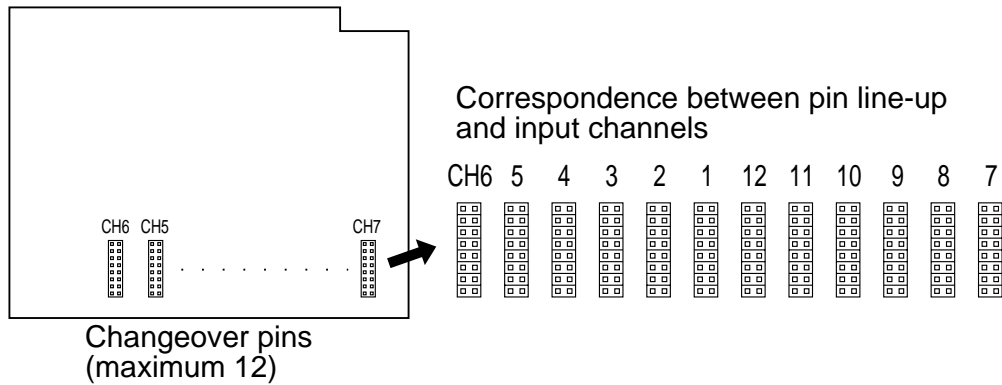 Correspondence between pin line-up
and input channels
CH6 5 4 3 2 1 12 11 10 9 8 7
CH6 CH5 CH7
Changeover pins
(maximum 12)